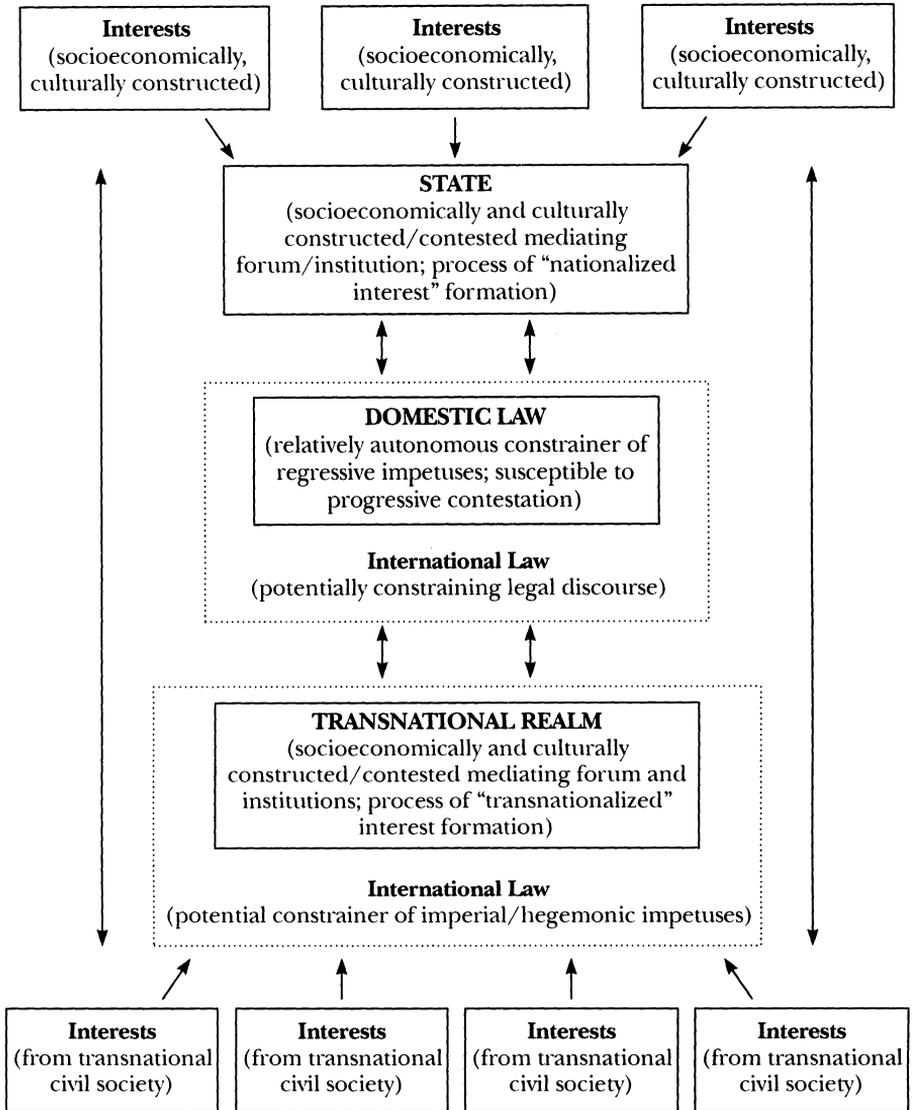 Interests
(socioeconomically,
culturally constructed)
Interests
(socioeconomically,
culturally constructed)
Interests
(socioeconomically,
culturally constructed)
STATE
(socioeconomically and culturally
constructed/contested mediating
forum/institution; process of “nationalized
interest” formation)
DOMESTIC LAW
(relatively autonomous constrainer of
regressive impetuses; susceptible to
progressive contestation)
International Law
(potentially constraining legal discourse)
TRANSNATIONAL REALM
(socioeconomically and culturally
constructed/contested mediating forum and
institutions; process of “transnationalized”
interest formation)
International Law
(potential constrainer of imperial/hegemonic impetuses)
Interests
(from transnational
civil society)
Interests
(from transnational
civil society)
Interests
(from transnational
civil society)
Interests
(from transnational
civil society)